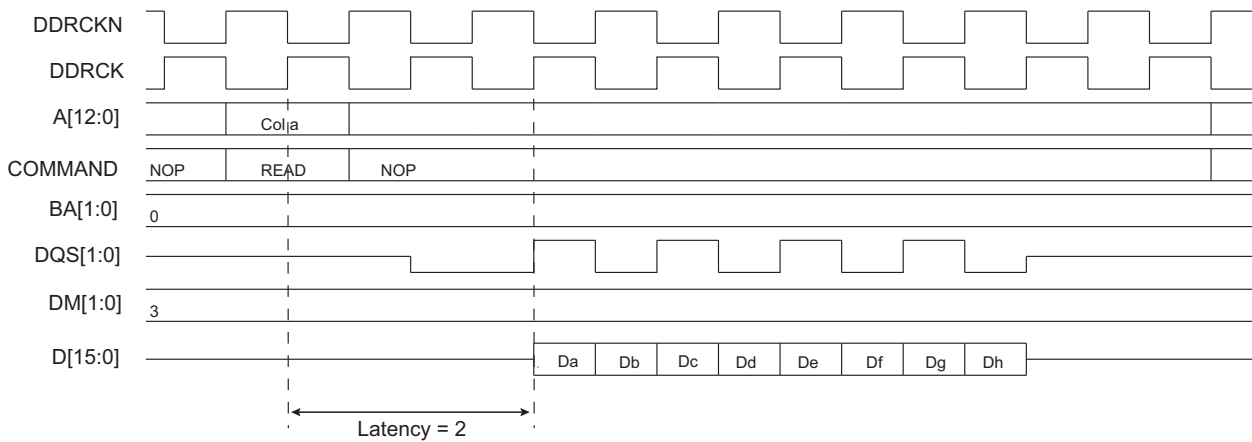 DDRCKN
DDRCK
A[12:0]
Col a
COMMAND
NOP READ NOP
BA[1:0]
0
DQS[1:0]
DM[1:0]
3
D[15:0]
Da Db Dc Dd De Df Dg Dh
Latency = 2